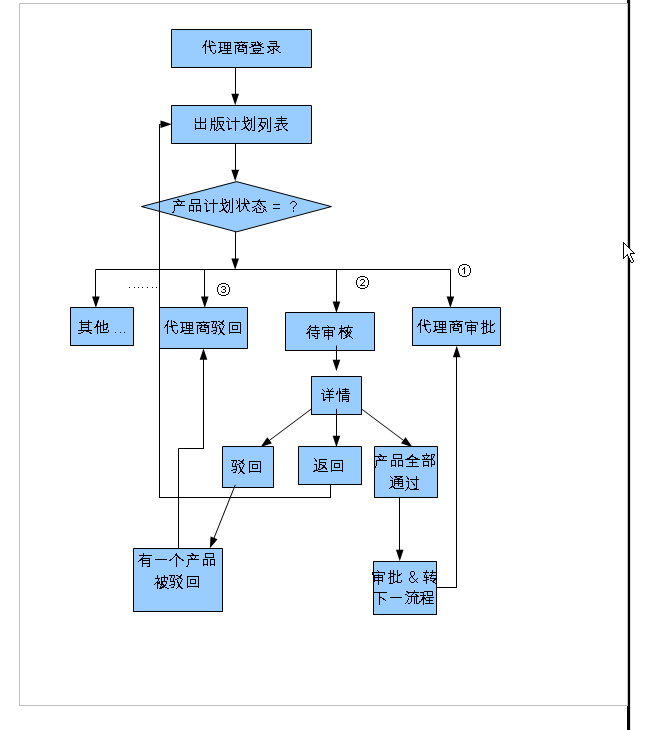 代理商登录
出版计划列表
产品计划状态 = ？
①
②
③
.......
其他 ...
代理商驳回
待审核
代理商审批
详情
驳回
返回
产品全部
通过
有一个产品
被驳回
审批 & 转
下一流程